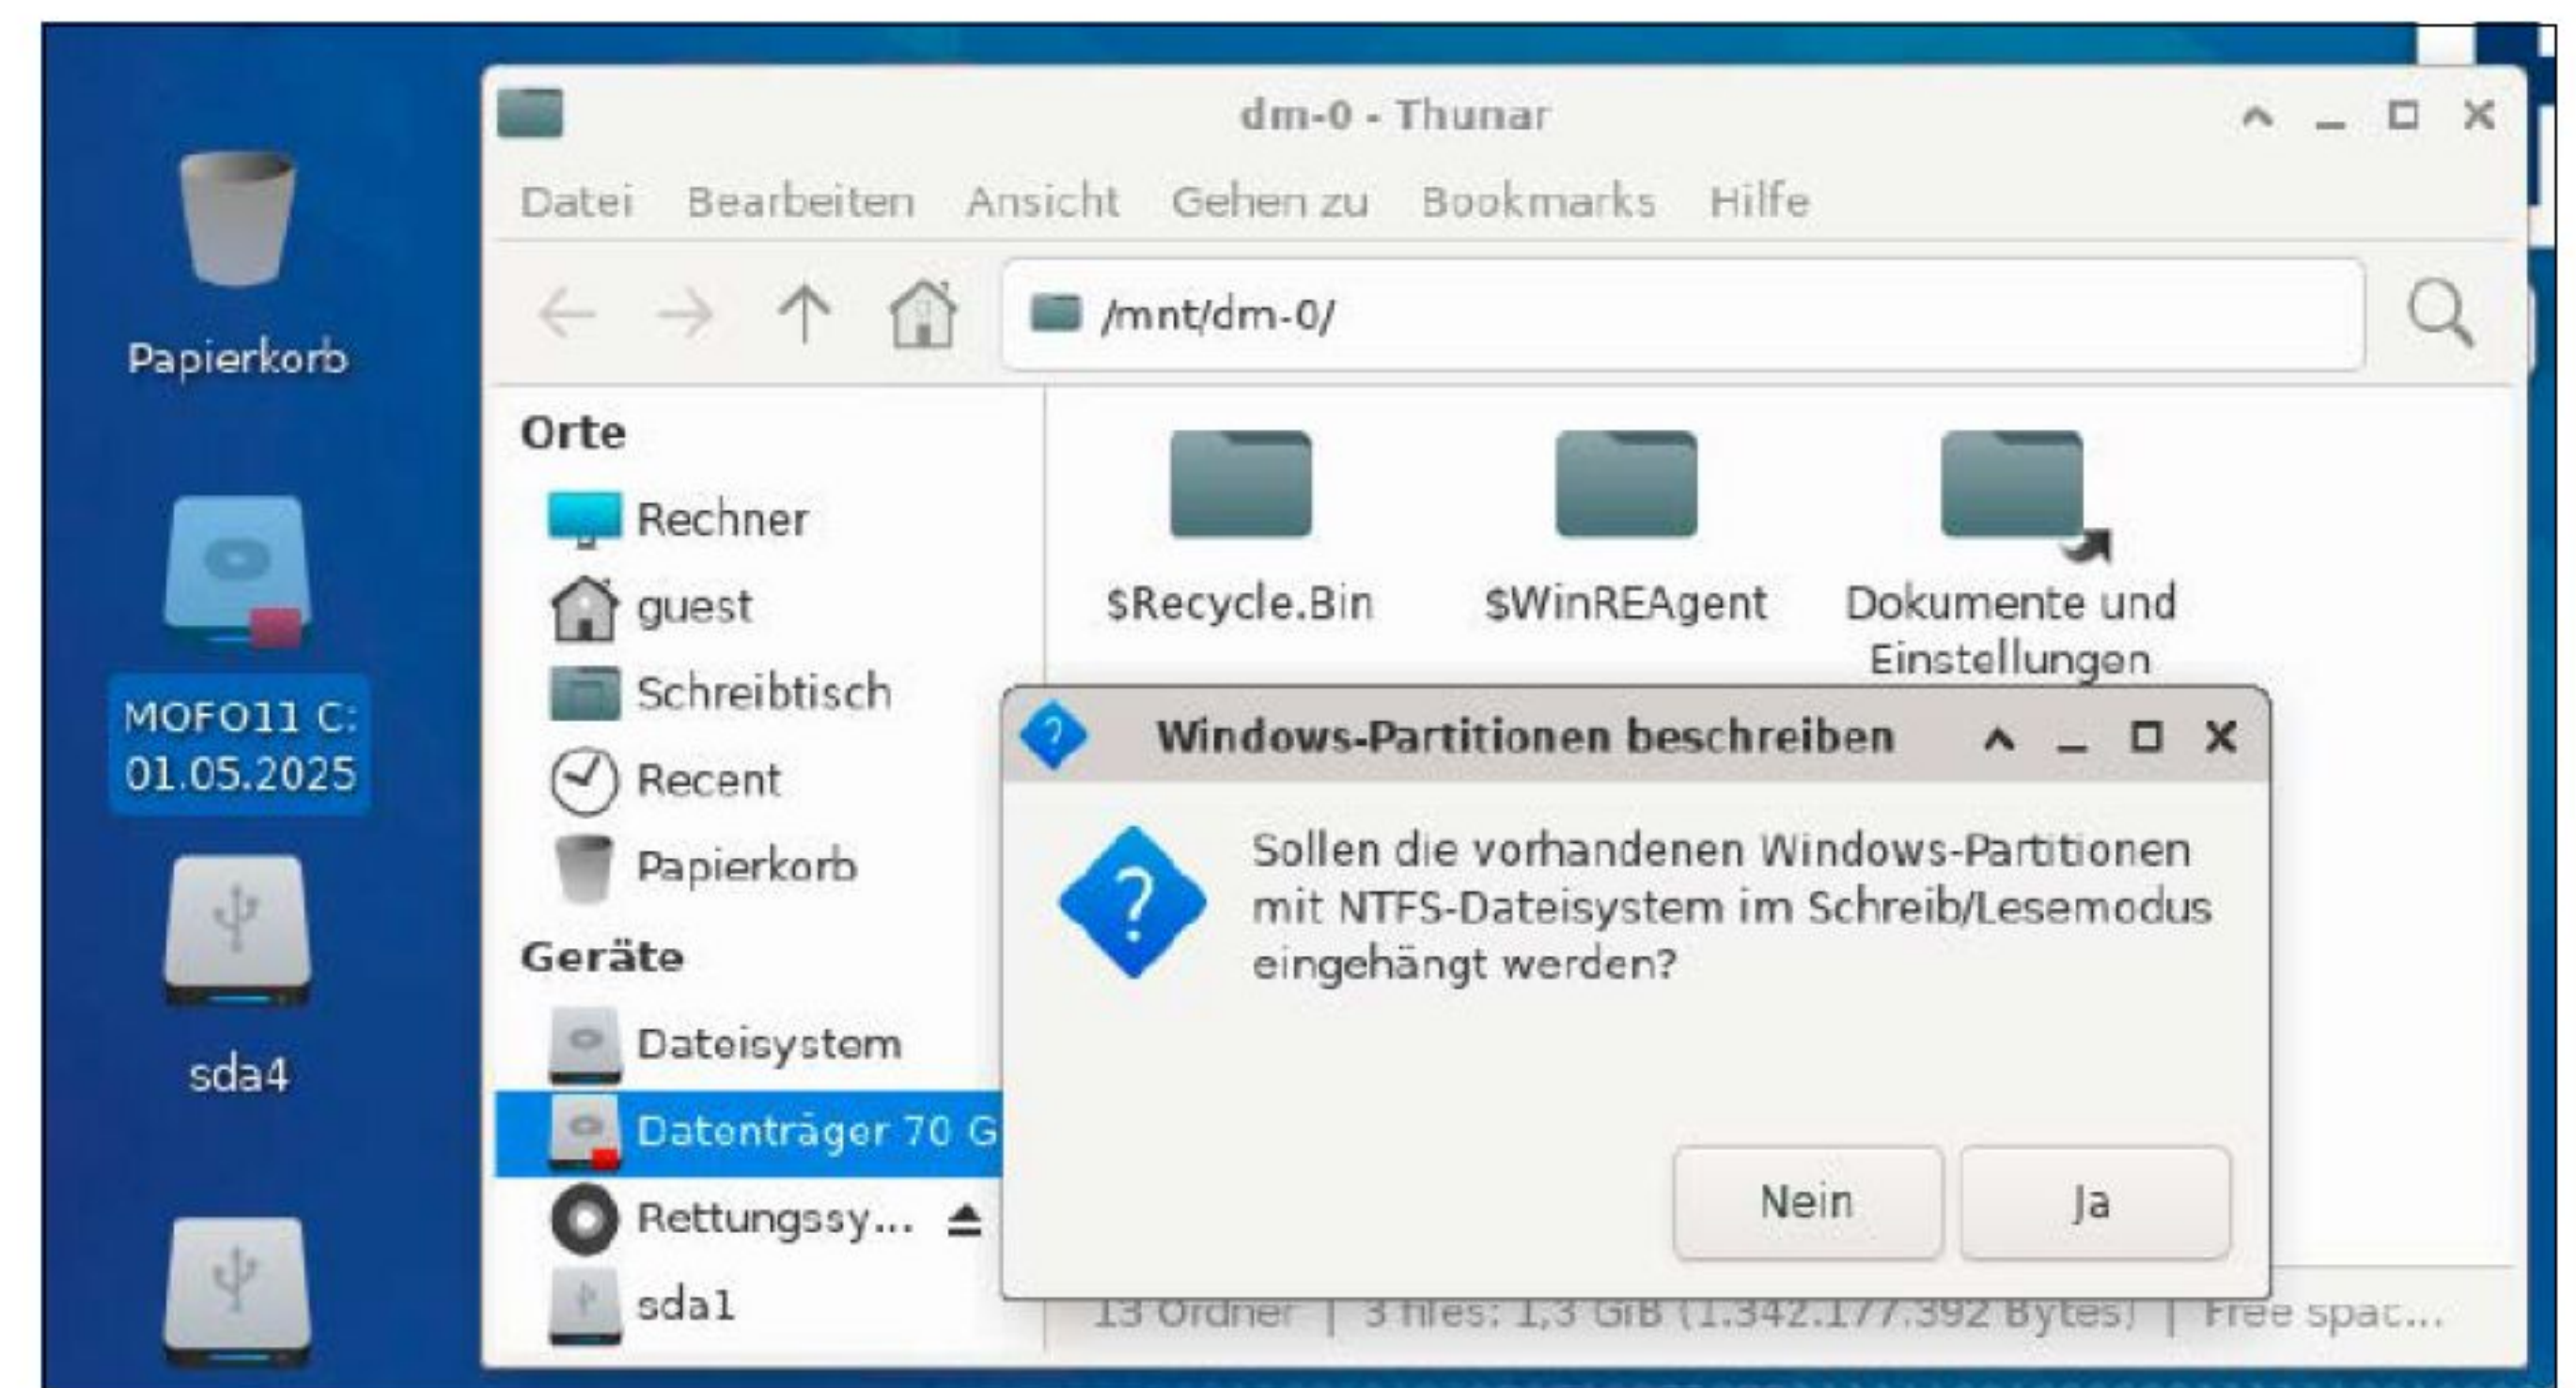 Papierkorb
MOFO11 C:
01.05.2025
sda4
dm-0 - Thunar
Datei Bearbeiten Ansicht Gehen zu Bookmarks Hilfe
/mnt/dm-0/
Orte
Rechner
guest
Schreibtisch
Recent
Papierkorb
Geräte
Dateisystem
Datenträger 70 G
Rettungssy...
sda1
$Recycle.Bin
$WinREAgent
Dokumente und
Einstellungen
Windows-Partitionen beschreiben
Sollen die vorhandenen Windows-Partitionen
mit NTFS-Dateisystem im Schreib/Lesemodus
eingehängt werden?
Nein Ja
13 Ordner | 3 files: 1,3 GiB (1.342.177.392 Bytes) | Free spac...